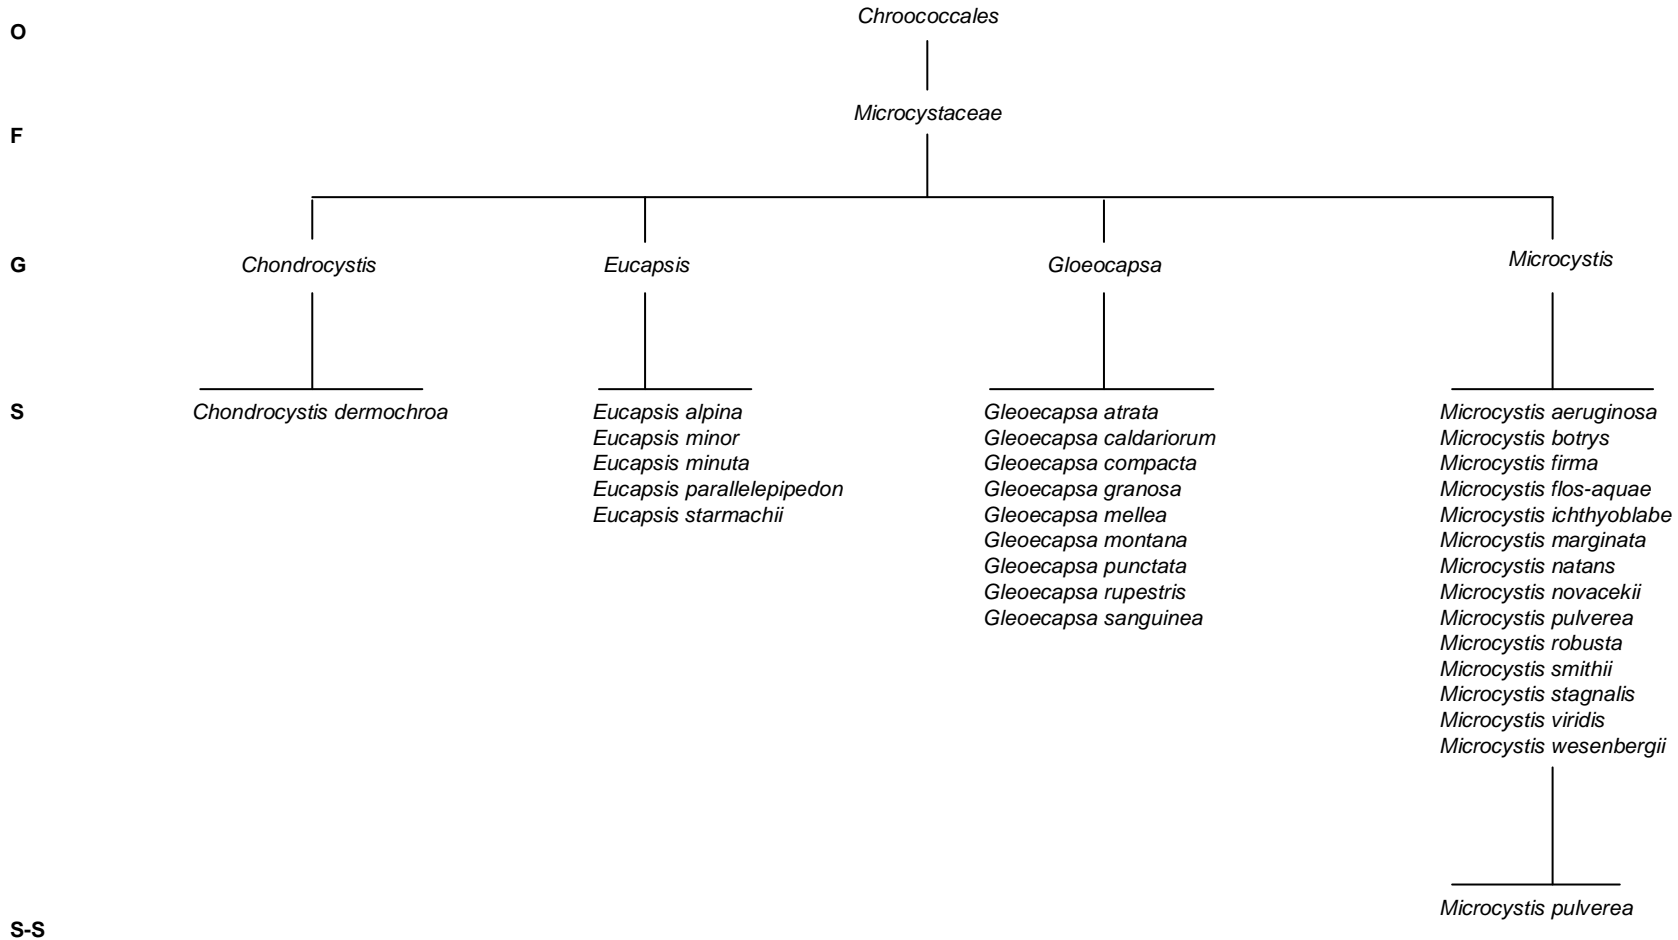 O
Chroococcales
F
Microcystaceae
G
Chondrocystis
Eucapsis
Gloeocapsa
Microcystis
S
Chondrocystis dermochroa
Eucapsis alpina
Eucapsis minor
Eucapsis minuta
Eucapsis parallelepipedon
Eucapsis starmachii
Gleoecapsa atrata
Gleoecapsa caldariorum
Gleoecapsa compacta
Gleoecapsa granosa
Gleoecapsa mellea
Gleoecapsa montana
Gleoecapsa punctata
Gleoecapsa rupestris
Gleoecapsa sanguinea
Microcystis aeruginosa
Microcystis botrys
Microcystis firma
Microcystis flos-aquae
Microcystis ichthyoblabe
Microcystis marginata
Microcystis natans
Microcystis novacekii
Microcystis pulverea
Microcystis robusta
Microcystis smithii
Microcystis stagnalis
Microcystis viridis
Microcystis wesenbergii
Microcystis pulverea
S-S